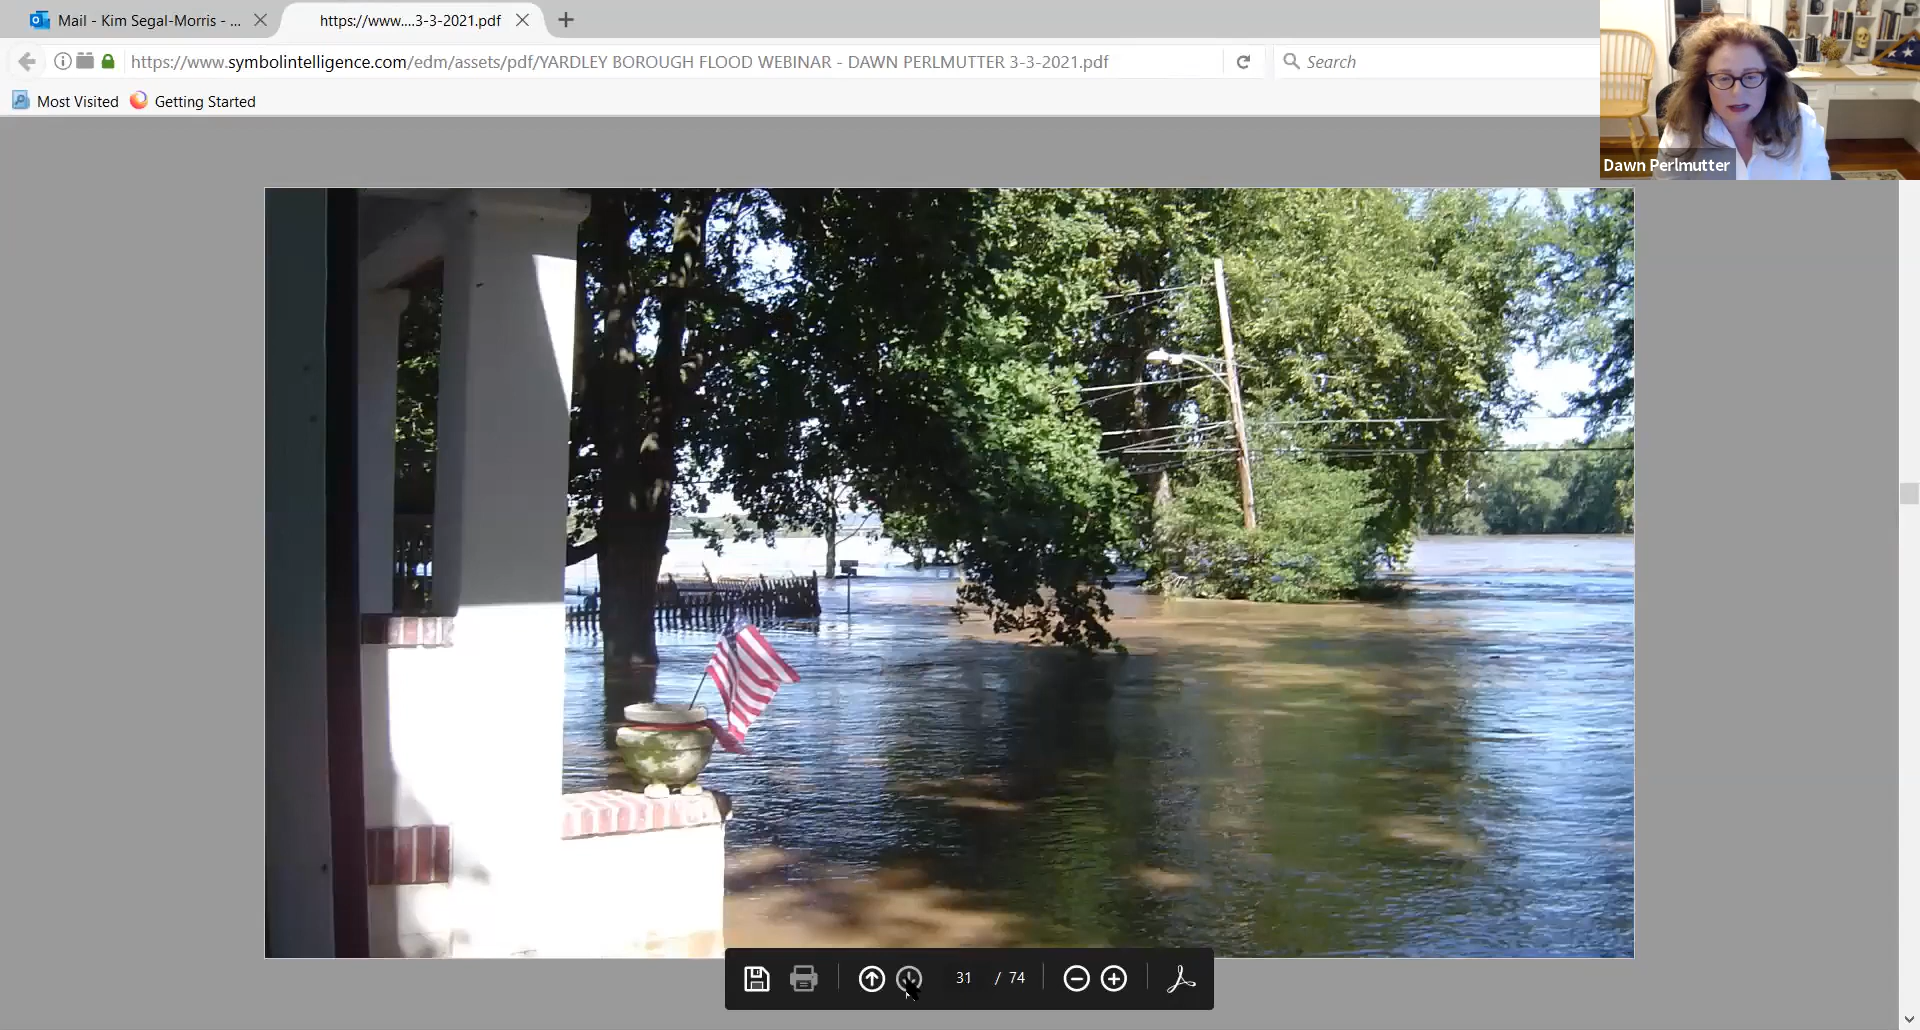 Mail - Kim Segal-Morris - ...
https://www....3-3-2021.pdf
https://www.symbolintelligence.com/edm/assets/pdf/YARDLEY BOROUGH FLOOD WEBINAR - DAWN PERLMUTTER 3-3-2021.pdf
Search
Most Visited
Getting Started
Dawn Perlmutter
31 / 74